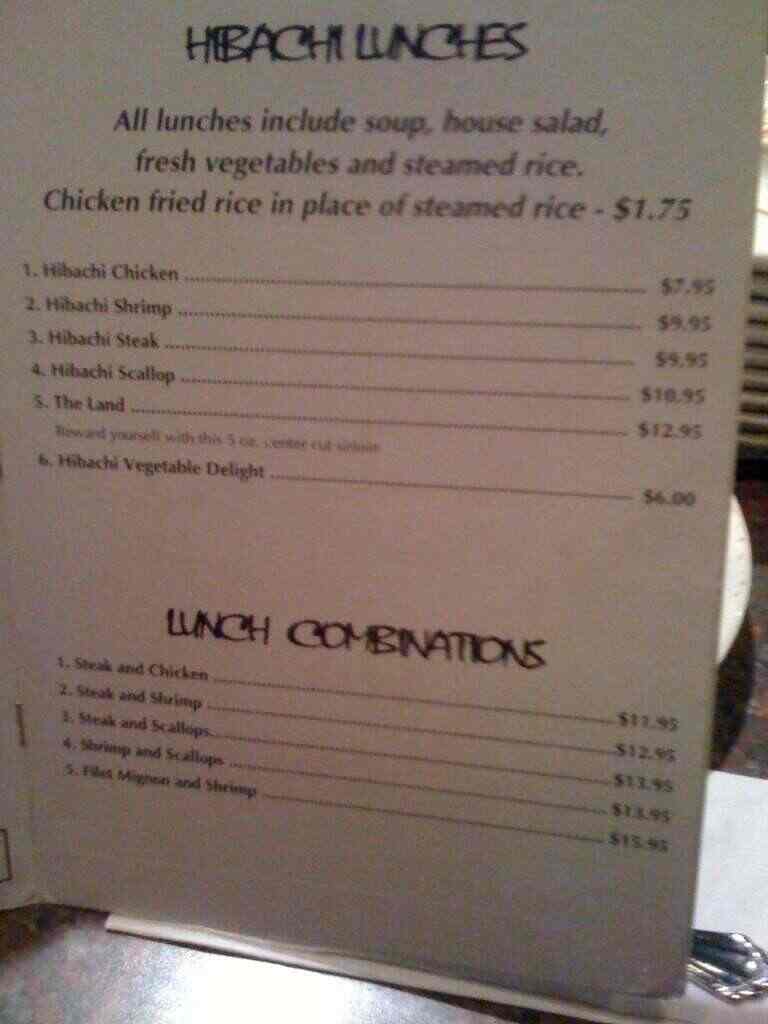 HIBACHI LUNCHES
All lunches include soup, house salad,
fresh vegetables and steamed rice.
Chicken fried rice in place of steamed rice - $1.75
1. Hibachi Chicken $7.95
2. Hibachi Shrimp $9.95
3. Hibachi Steak $9.95
4. Hibachi Scallop $10.95
5. The Land $12.95
Reward yourself with this 5 oz. center cut sirloin
6. Hibachi Vegetable Delight $6.00
LUNCH COMBINATIONS
1. Steak and Chicken $11.95
2. Steak and Shrimp $12.95
3. Steak and Scallops $13.95
4. Shrimp and Scallops $13.95
5. Filet Mignon and Shrimp $15.95